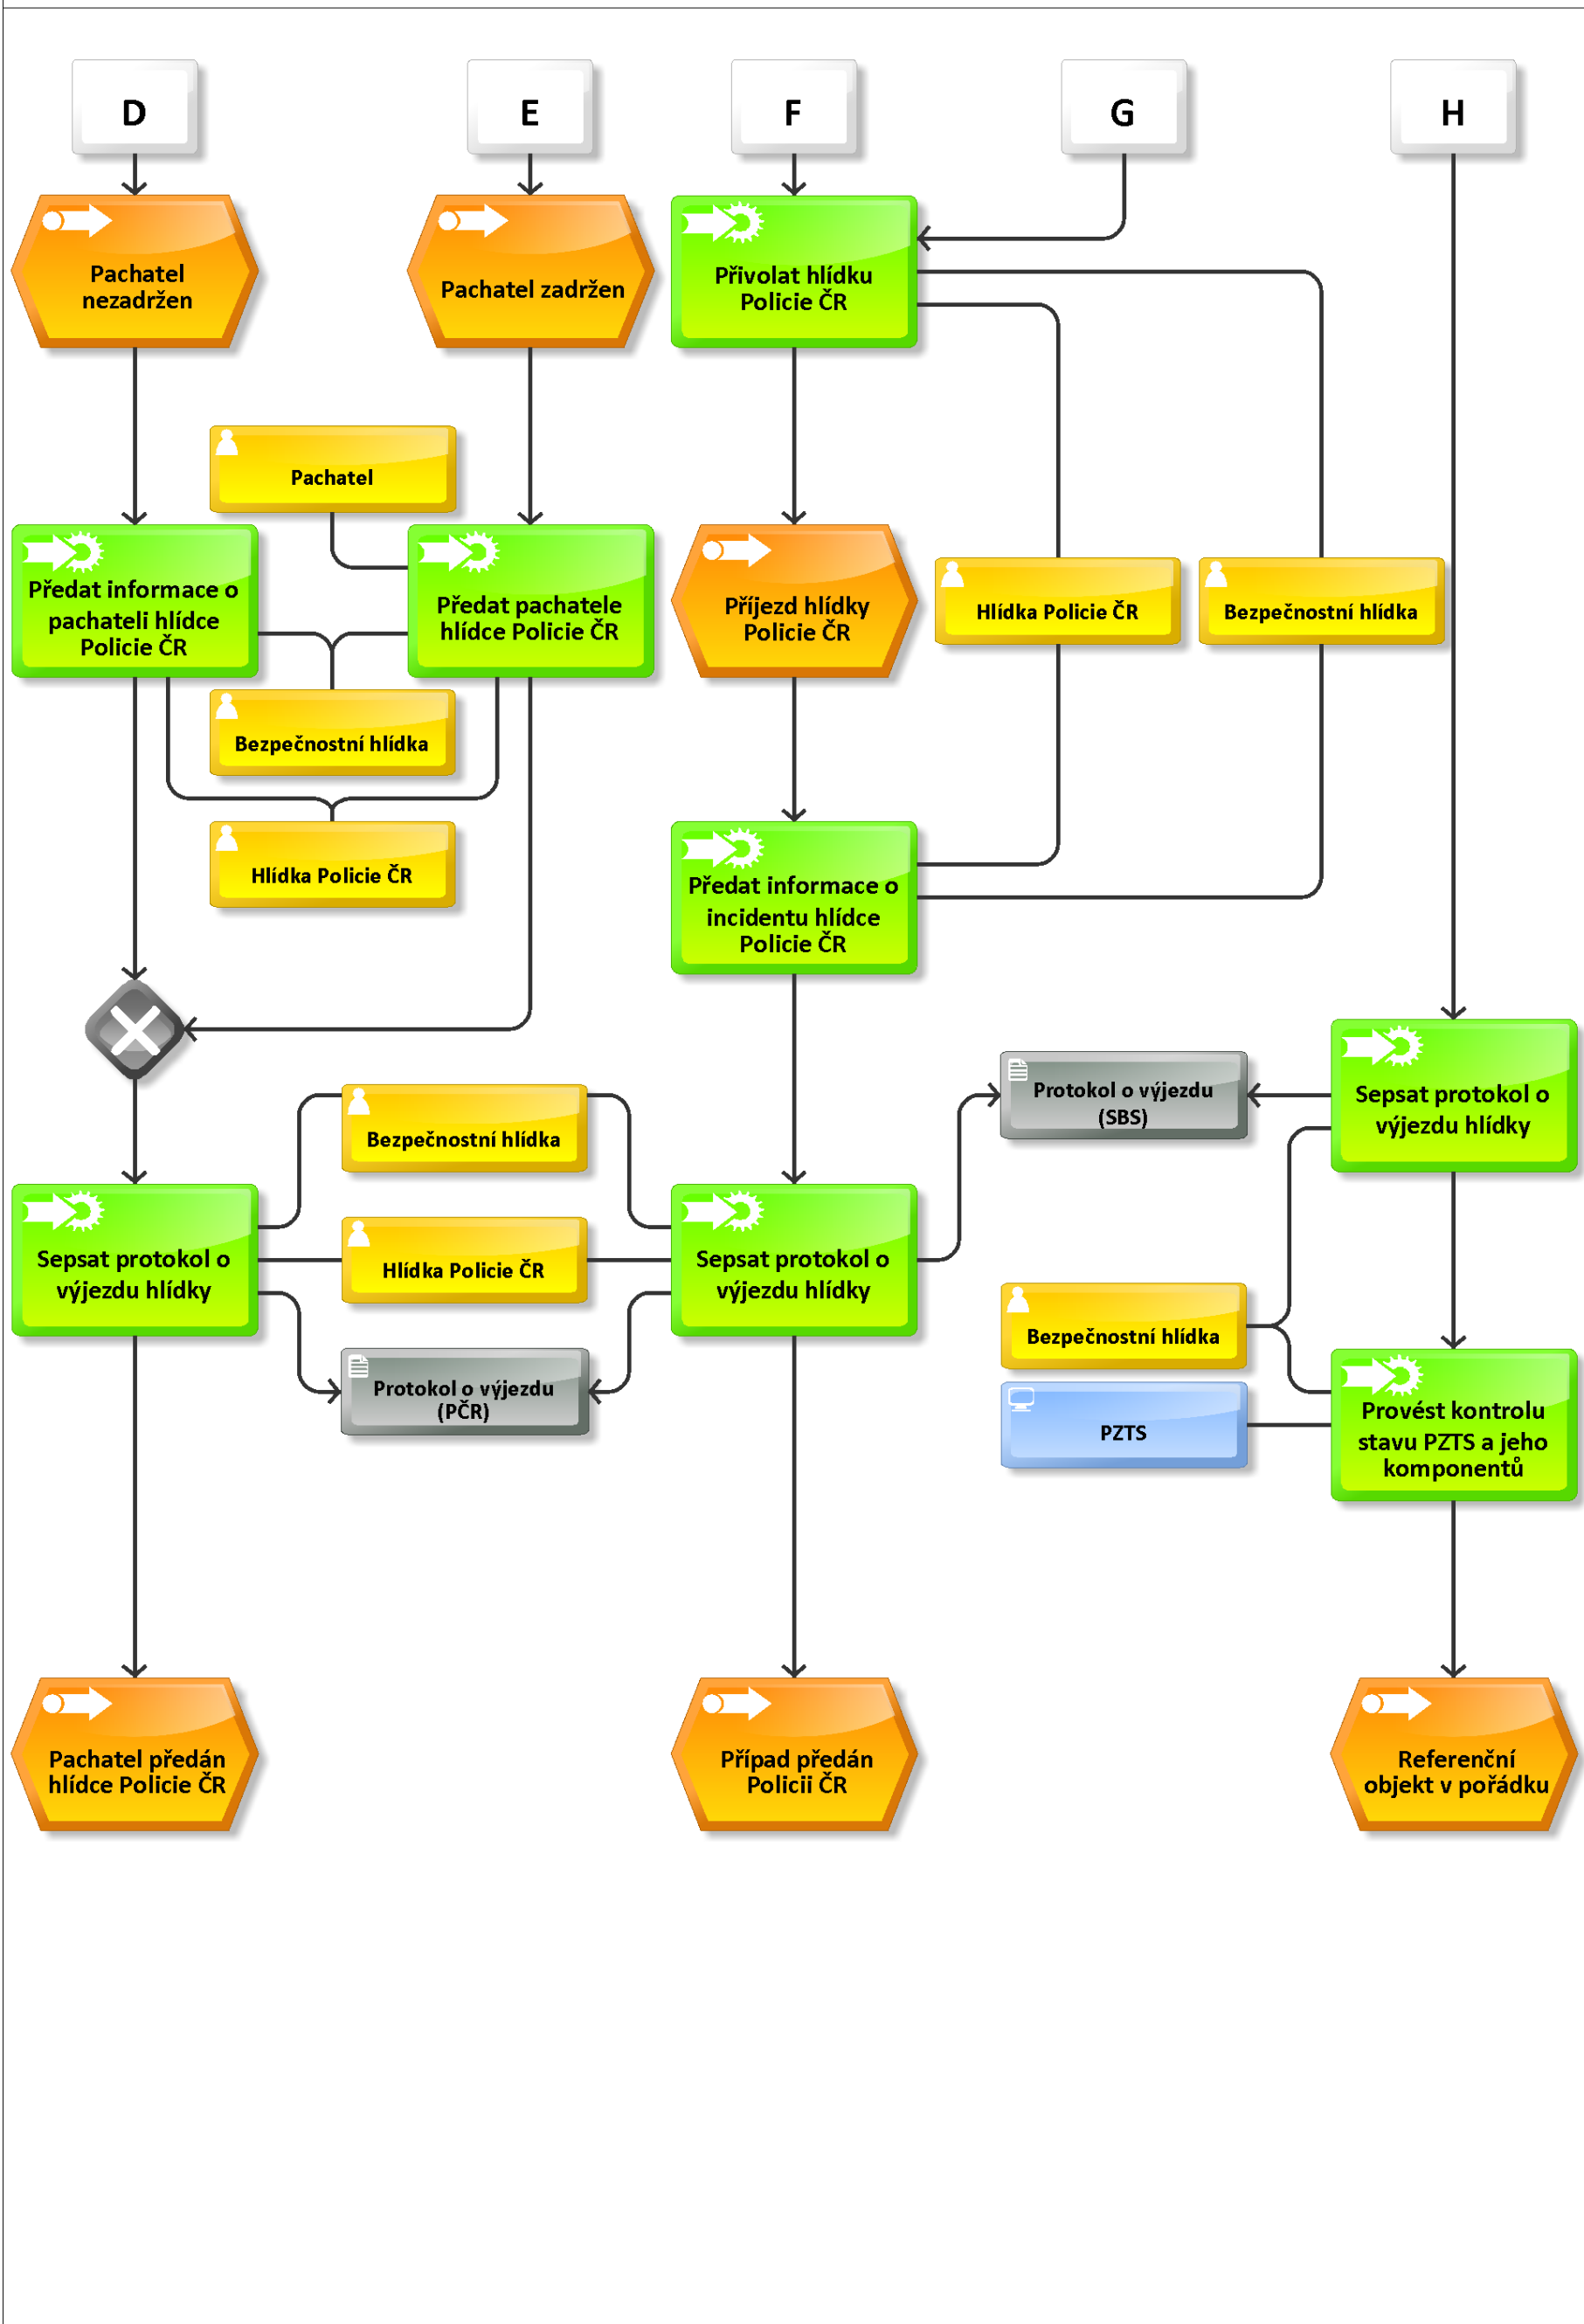 D
E
F
G
H
Pachatel
nezadržen
Pachatel zadržen
Přivolat hlídku
Policie ČR
Pachatel
Předat informace o
pachateli hlídce
Policie ČR
Předat pachatele
hlídce Policie ČR
Příjezd hlídky
Policie ČR
Hlídka Policie ČR
Bezpečnostní hlídka
Bezpečnostní hlídka
Hlídka Policie ČR
Předat informace o
incidentu hlídce
Policie ČR
Protokol o výjezdu
(SBS)
Sepsat protokol o
výjezdu hlídky
Bezpečnostní hlídka
Sepsat protokol o
výjezdu hlídky
Hlídka Policie ČR
Sepsat protokol o
výjezdu hlídky
Bezpečnostní hlídka
Protokol o výjezdu
(PČR)
PZTS
Provést kontrolu
stavu PZTS a jeho
komponentů
Pachatel předán
hlídce Policie ČR
Případ předán
Policii ČR
Referenční
objekt v pořádku